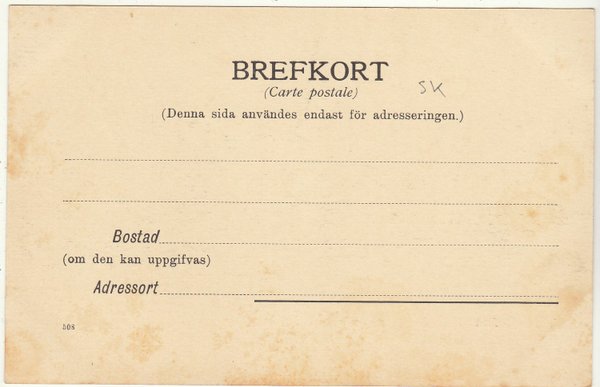 BREFKORT
SK
(Carte postale)
(Denna sida användes endast för adresseringen.)
Bostad
(om den kan uppgifvas)
Adressort
508